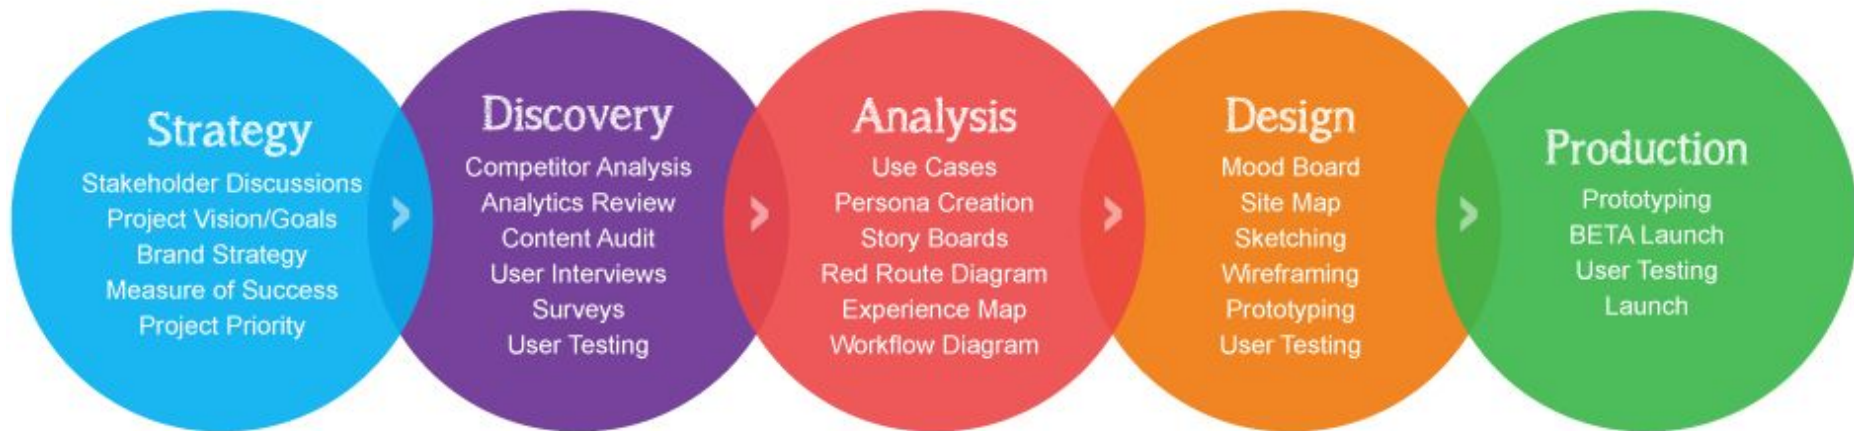 Strategy
Stakeholder Discussions
Project Vision/Goals
Brand Strategy
Measure of Success
Project Priority
Discovery
Competitor Analysis
Analytics Review
Content Audit
User Interviews
Surveys
User Testing
Analysis
Use Cases
Persona Creation
Story Boards
Red Route Diagram
Experience Map
Workflow Diagram
Design
Mood Board
Site Map
Sketching
Wireframing
Prototyping
User Testing
Production
Prototyping
BETA Launch
User Testing
Launch